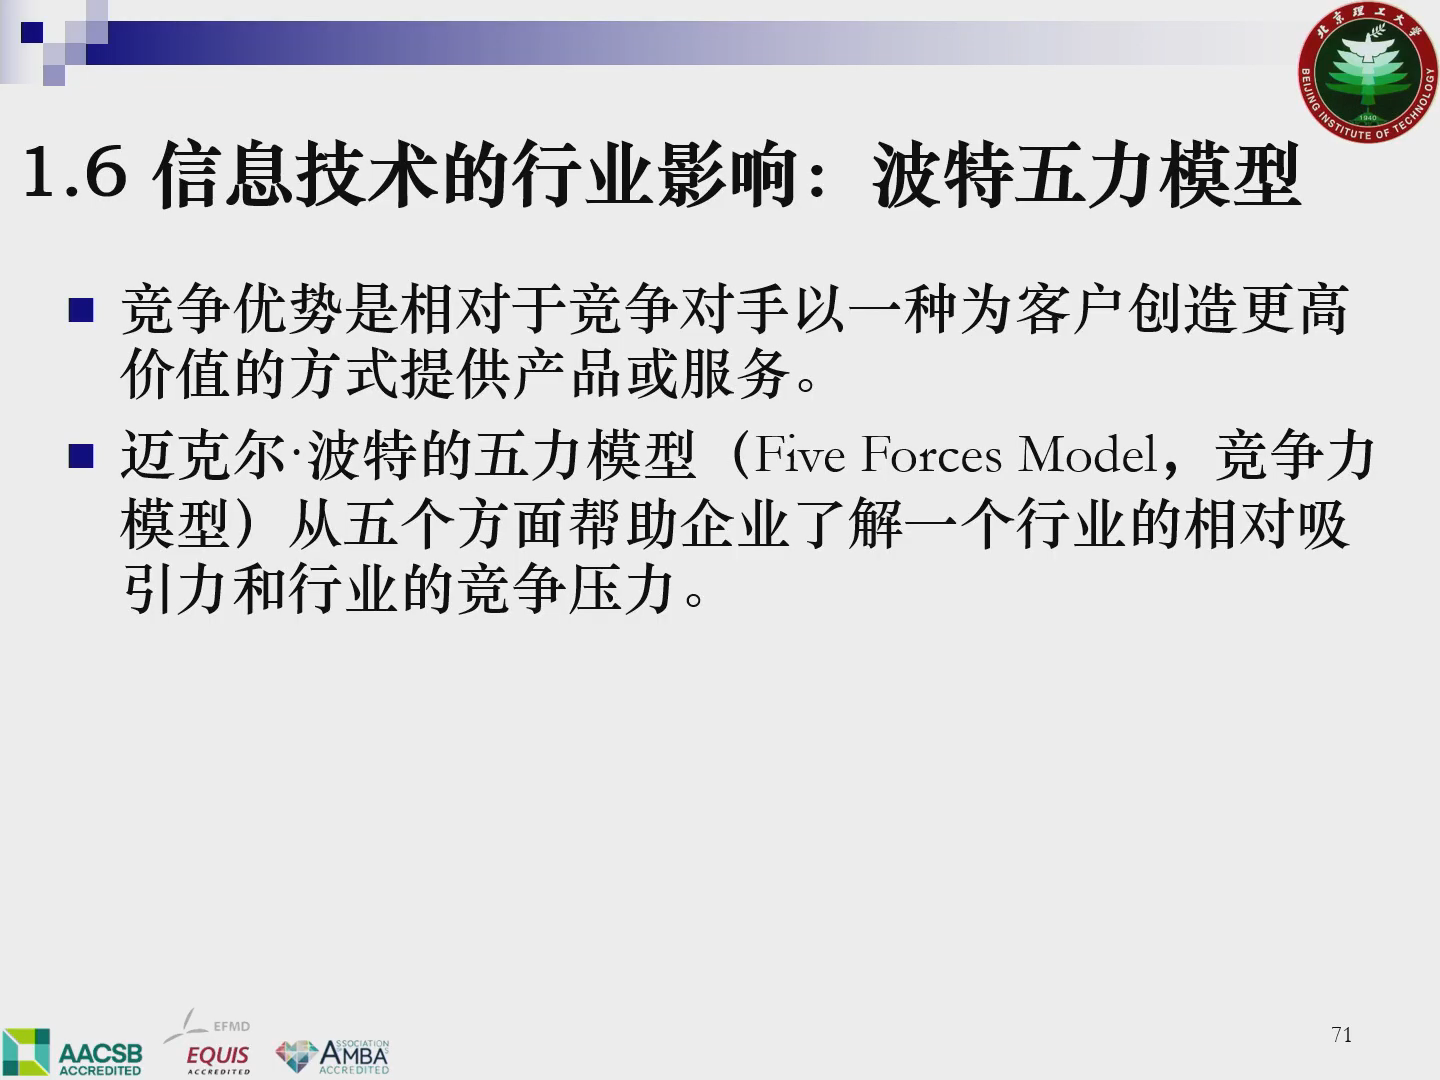 北京理工大学
BEIJING INSTITUTE OF TECHNOLOGY
1940
1.6 信息技术的行业影响：波特五力模型
竞争优势是相对于竞争对手以一种为客户创造更高
价值的方式提供产品或服务。
迈克尔·波特的五力模型（Five Forces Model，竞争力
模型）从五个方面帮助企业了解一个行业的相对吸
引力和行业的竞争压力。
AACSB
ACCREDITED
EFMD
EQUIS
ACCREDITED
ASSOCIATION
AMBA
ACCREDITED
71